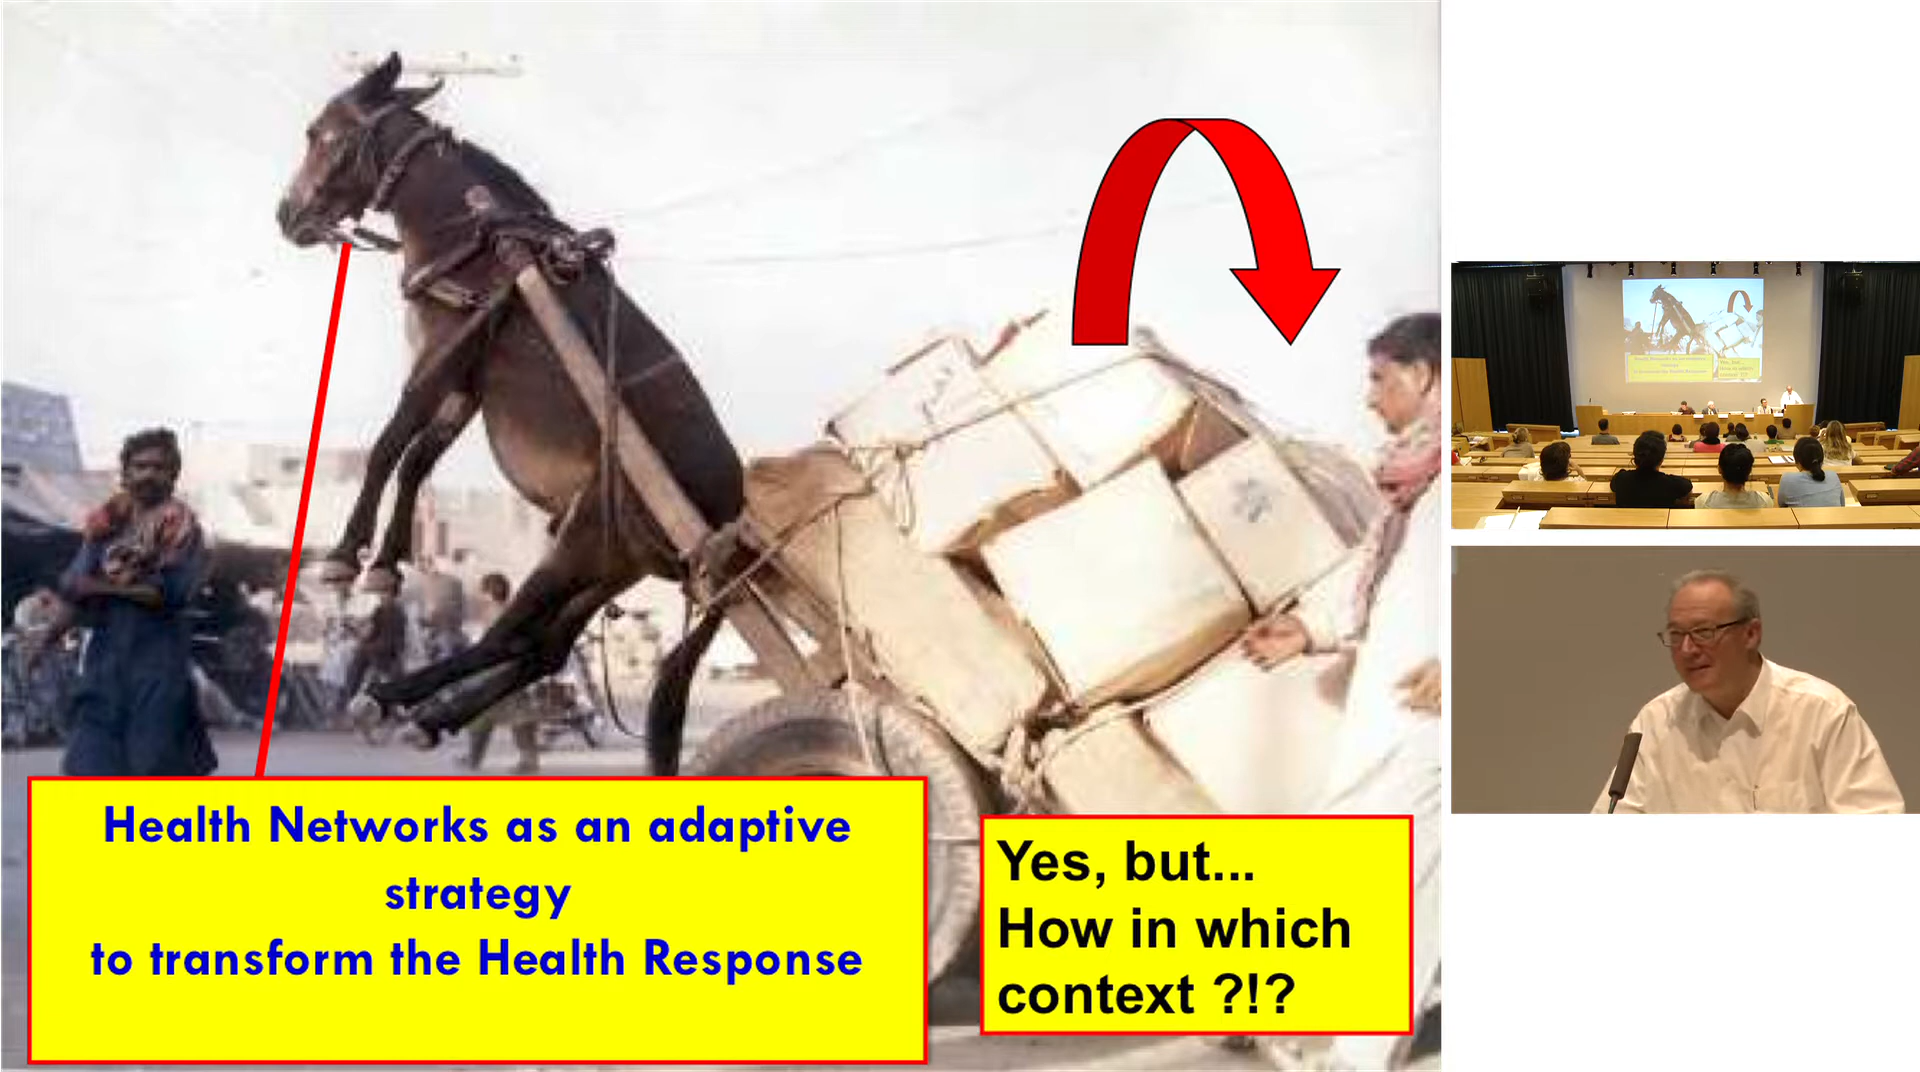 Health Networks as an adaptive
strategy
to transform the Health Response
Yes, but...
How in which
context ?!?